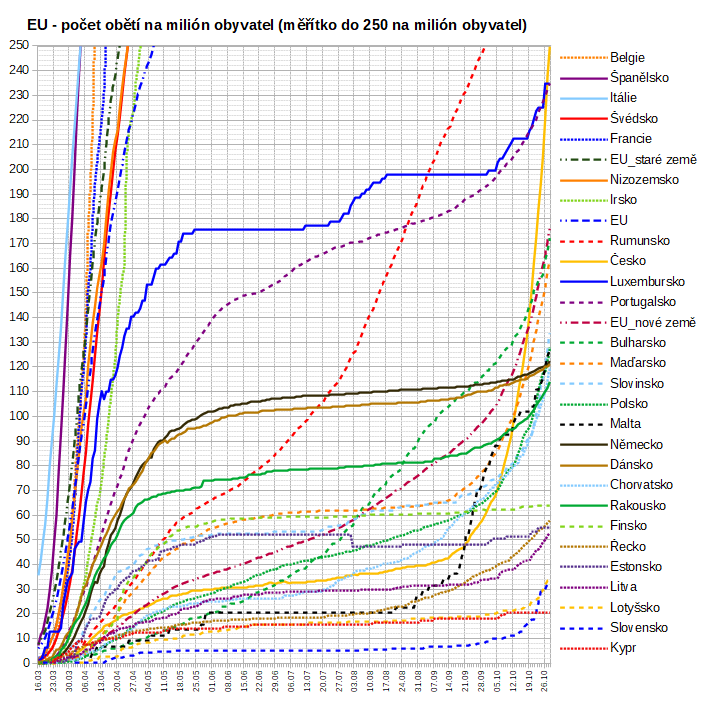 EU - počet obětí na milión obyvatel (měřítko do 250 na milión obyvatel)
250
240
230
220
210
200
190
180
170
160
150
140
130
120
110
100
90
80
70
60
50
40
30
20
10
0
16.03 23.03 30.03 06.04 13.04 20.04 27.04 04.05 11.05 18.05 25.05 01.06 08.06 15.06 22.06 29.06 06.07 13.07 20.07 27.07 03.08 10.08 17.08 24.08 31.08 07.09 14.09 21.09 28.09 05.10 12.10 19.10 26.10
Belgie
Španělsko
Itálie
Švédsko
Francie
EU_staré země
Nizozemsko
Irsko
EU
Rumunsko
Česko
Luxembursko
Portugalsko
EU_nové země
Bulharsko
Maďarsko
Slovinsko
Polsko
Malta
Německo
Dánsko
Chorvatsko
Rakousko
Finsko
Řecko
Estonsko
Litva
Lotyšsko
Slovensko
Kypr